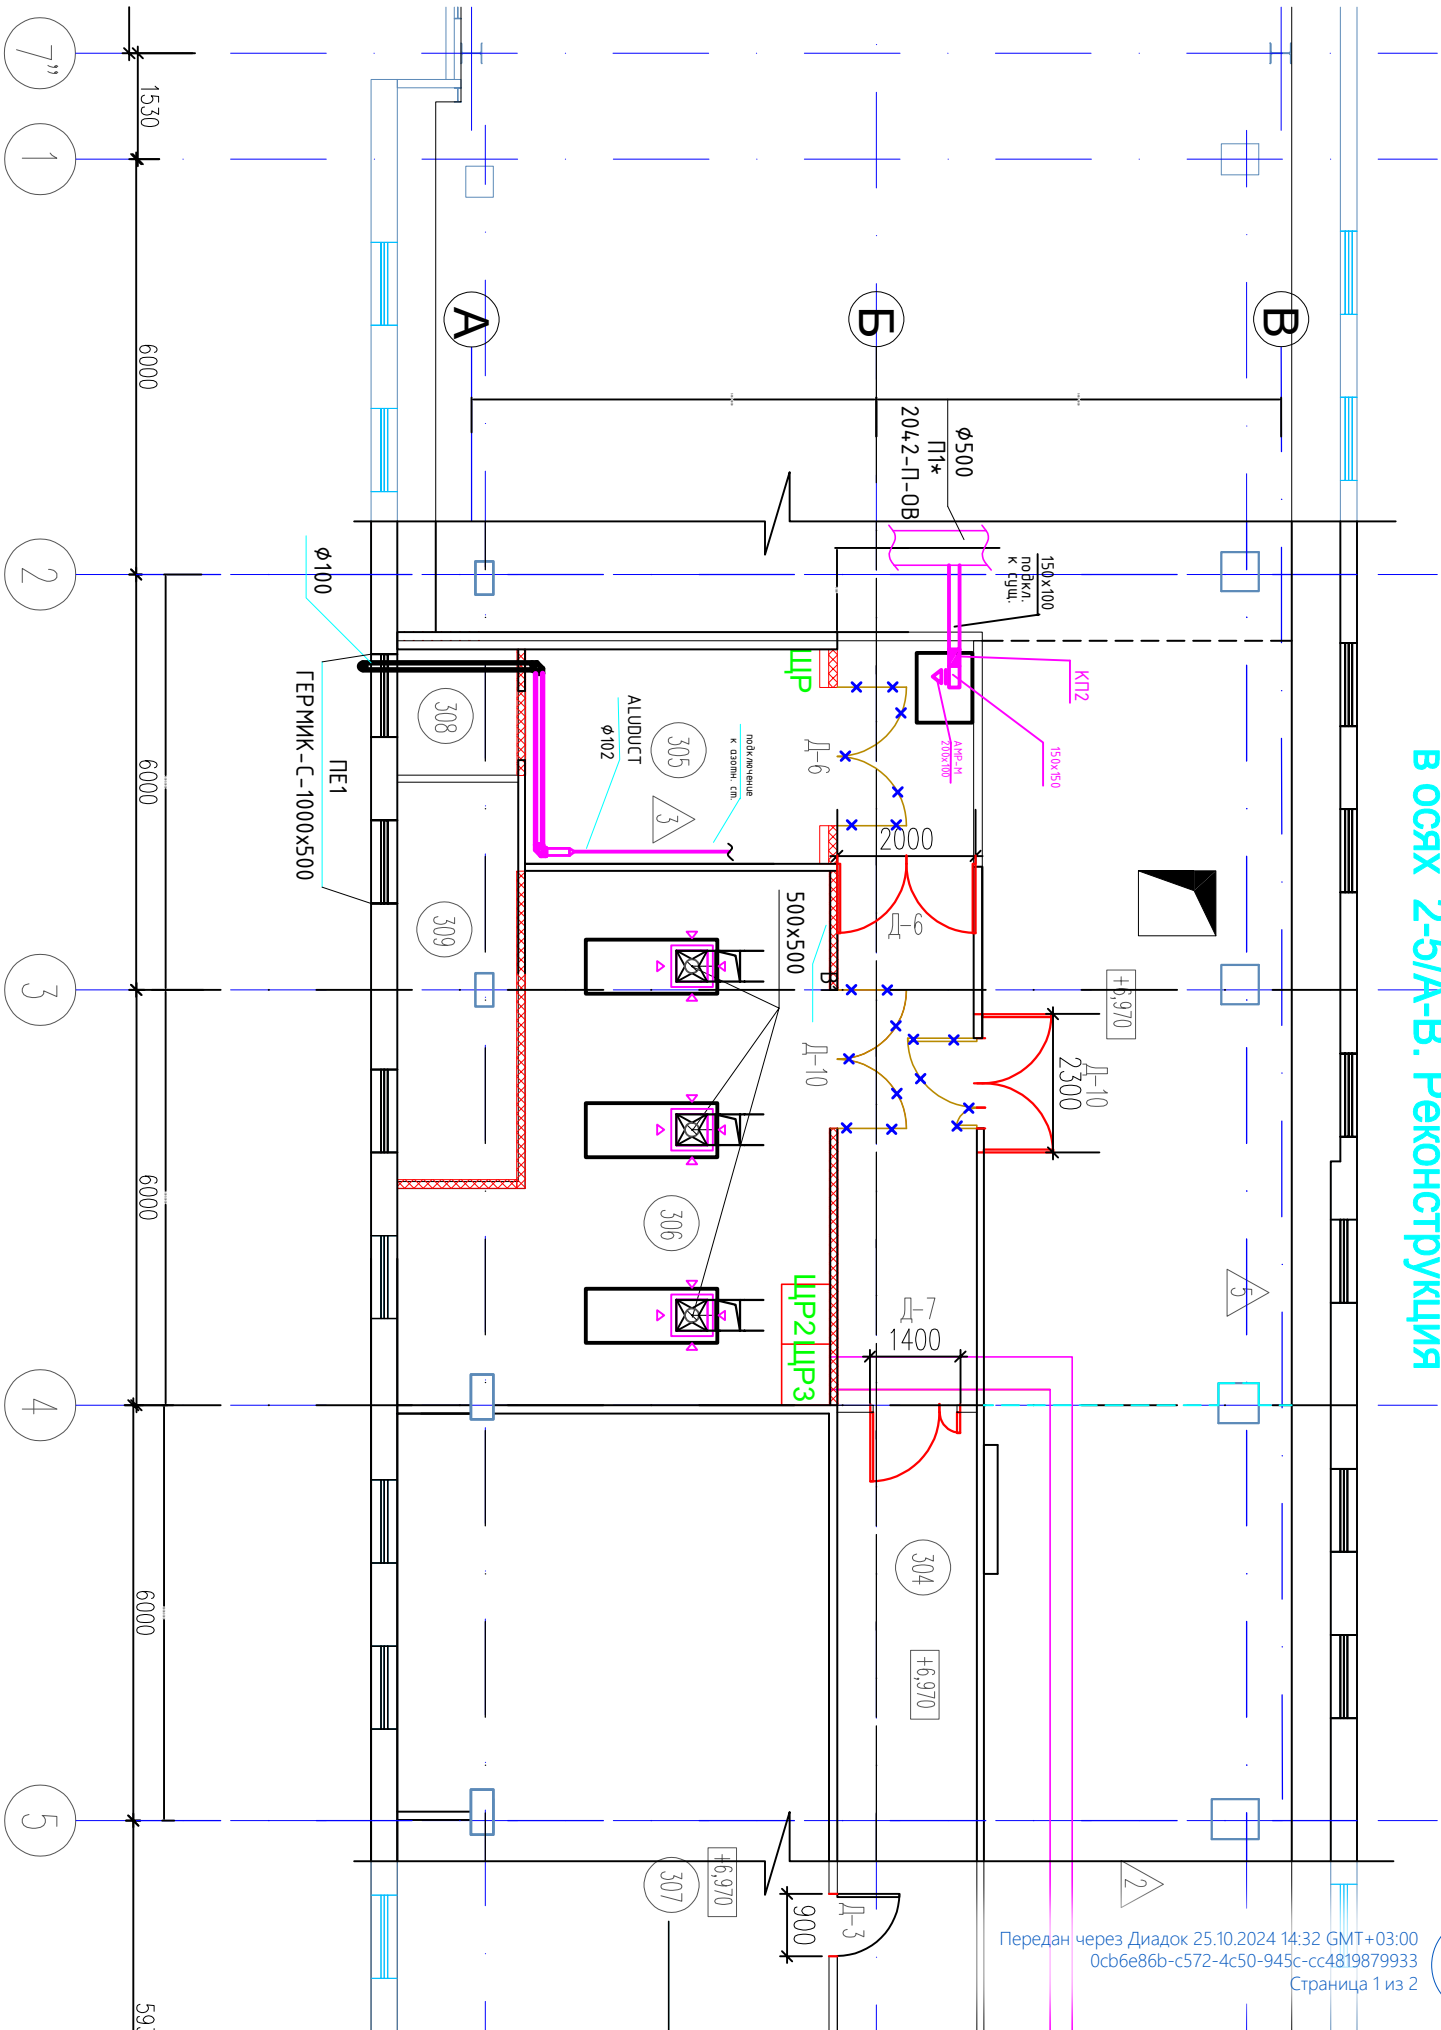 в осях 2-5/А-В. Реконструкция
7"
1
2
3
4
5
1530
6000
6000
6000
6000
А
Б
В
Ø500
П1*
2042-П-ОВ
150х100
подкл.
к сущ.
КП2
150х150
АМР-М
200х100
Ø100
ПЕ1
ГЕРМИК-С-1000х500
308
309
305
3
ALUDUCT
Ø102
подключение
к азотн. ст.
ЩР
Д-6
2000
Д-6
500х500
В
+6,970
Д-10
2300
Д-10
306
ЩР2
ЩР3
Д-7
1400
5
304
+6,970
307
+6,970
Д-3
900
2
Передан через Диадок 25.10.2024 14:32 GMT+03:00
0cb6e86b-c572-4c50-945c-cc4819879933
Страница 1 из 2